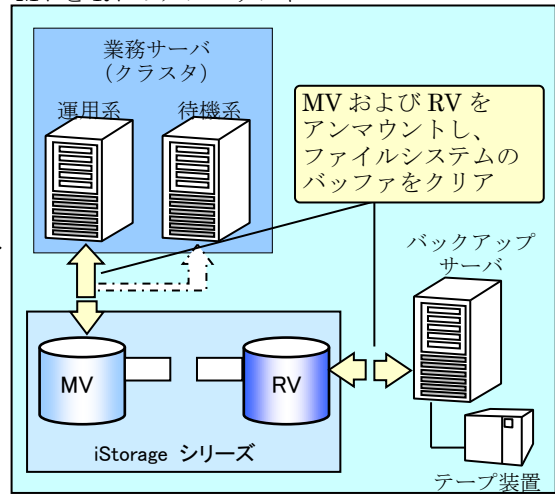 業務サーバ
(クラスタ)
運用系
待機系
MV および RV を
アンマウントし、
ファイルシステムの
バッファをクリア
バックアップ
サーバ
MV
RV
iStorage シリーズ
テープ装置